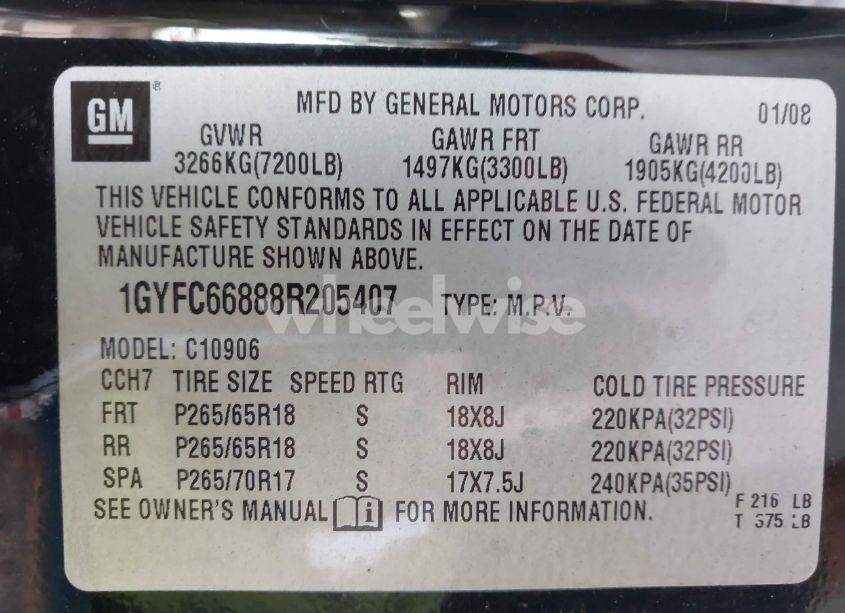 GM ®
MFD BY GENERAL MOTORS CORP. 01/08
GVWR GAWR FRT GAWR RR
3266KG(7200LB) 1497KG(3300LB) 1905KG(4200LB)
THIS VEHICLE CONFORMS TO ALL APPLICABLE U.S. FEDERAL MOTOR
VEHICLE SAFETY STANDARDS IN EFFECT ON THE DATE OF
MANUFACTURE SHOWN ABOVE.
1GYFC66888R205407 TYPE: M.P.V.
wheelwise
MODEL: C10906
CCH7 TIRE SIZE SPEED RTG RIM COLD TIRE PRESSURE
FRT P265/65R18 S 18X8J 220KPA(32PSI)
RR P265/65R18 S 18X8J 220KPA(32PSI)
SPA P265/70R17 S 17X7.5J 240KPA(35PSI)
SEE OWNER'S MANUAL i FOR MORE INFORMATION.
F 216 LB
T LB